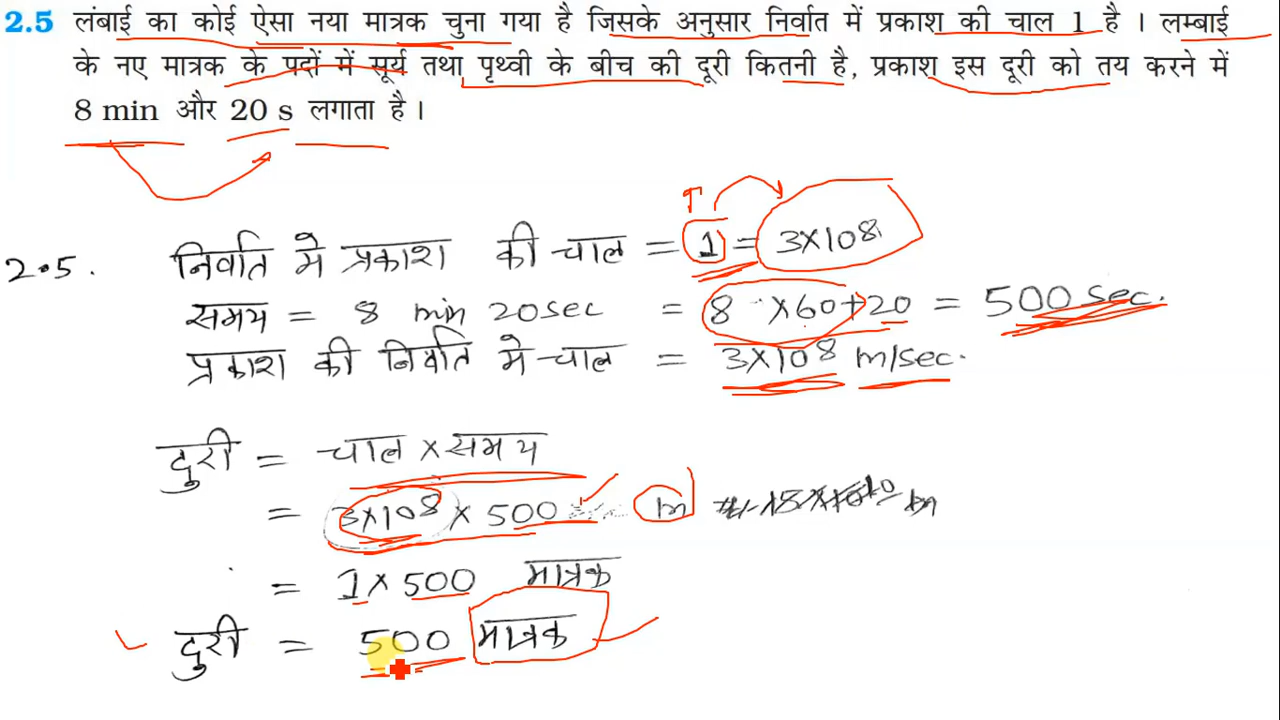 2.5 लंबाई का कोई ऐसा नया मात्रक चुना गया है जिसके अनुसार निर्वात में प्रकाश की चाल 1 है । लम्बाई
के नए मात्रक के पदों में सूर्य तथा पृथ्वी के बीच की दूरी कितनी है, प्रकाश इस दूरी को तय करने में
8 min और 20 s लगाता है ।
2.5. निर्वात मे प्रकाश की चाल = 1 = 3×108
समय = 8 min 20sec = 8 ×60+20 = 500 sec.
प्रकाश की निर्वात मे चाल = 3×108 m/sec.
दुरी = चाल × समय
= 3×108 × 500 m
= 1 × 500 मात्रक
दुरी = 500 मात्रक